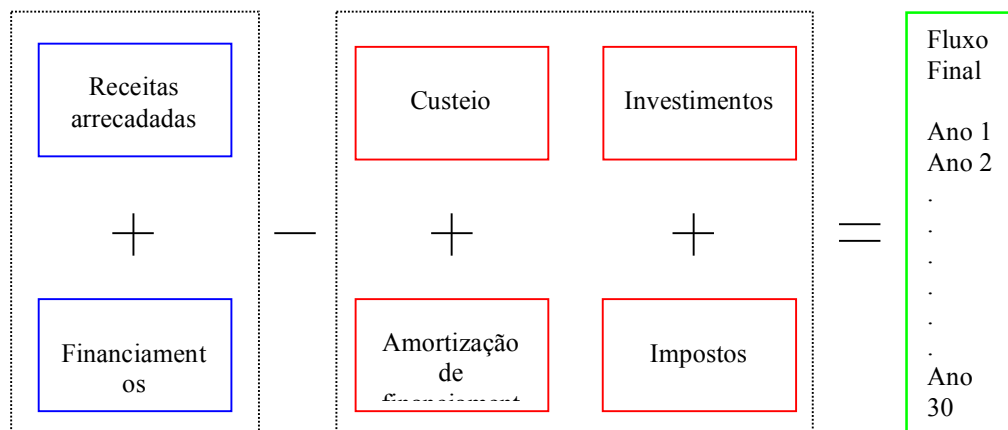 Receitas
arrecadadas
+
Financiament
os
−
Custeio
+
Amortização
de
Investimentos
+
Impostos
=
Fluxo
Final
Ano 1
Ano 2
.
.
.
.
.
.
Ano
30